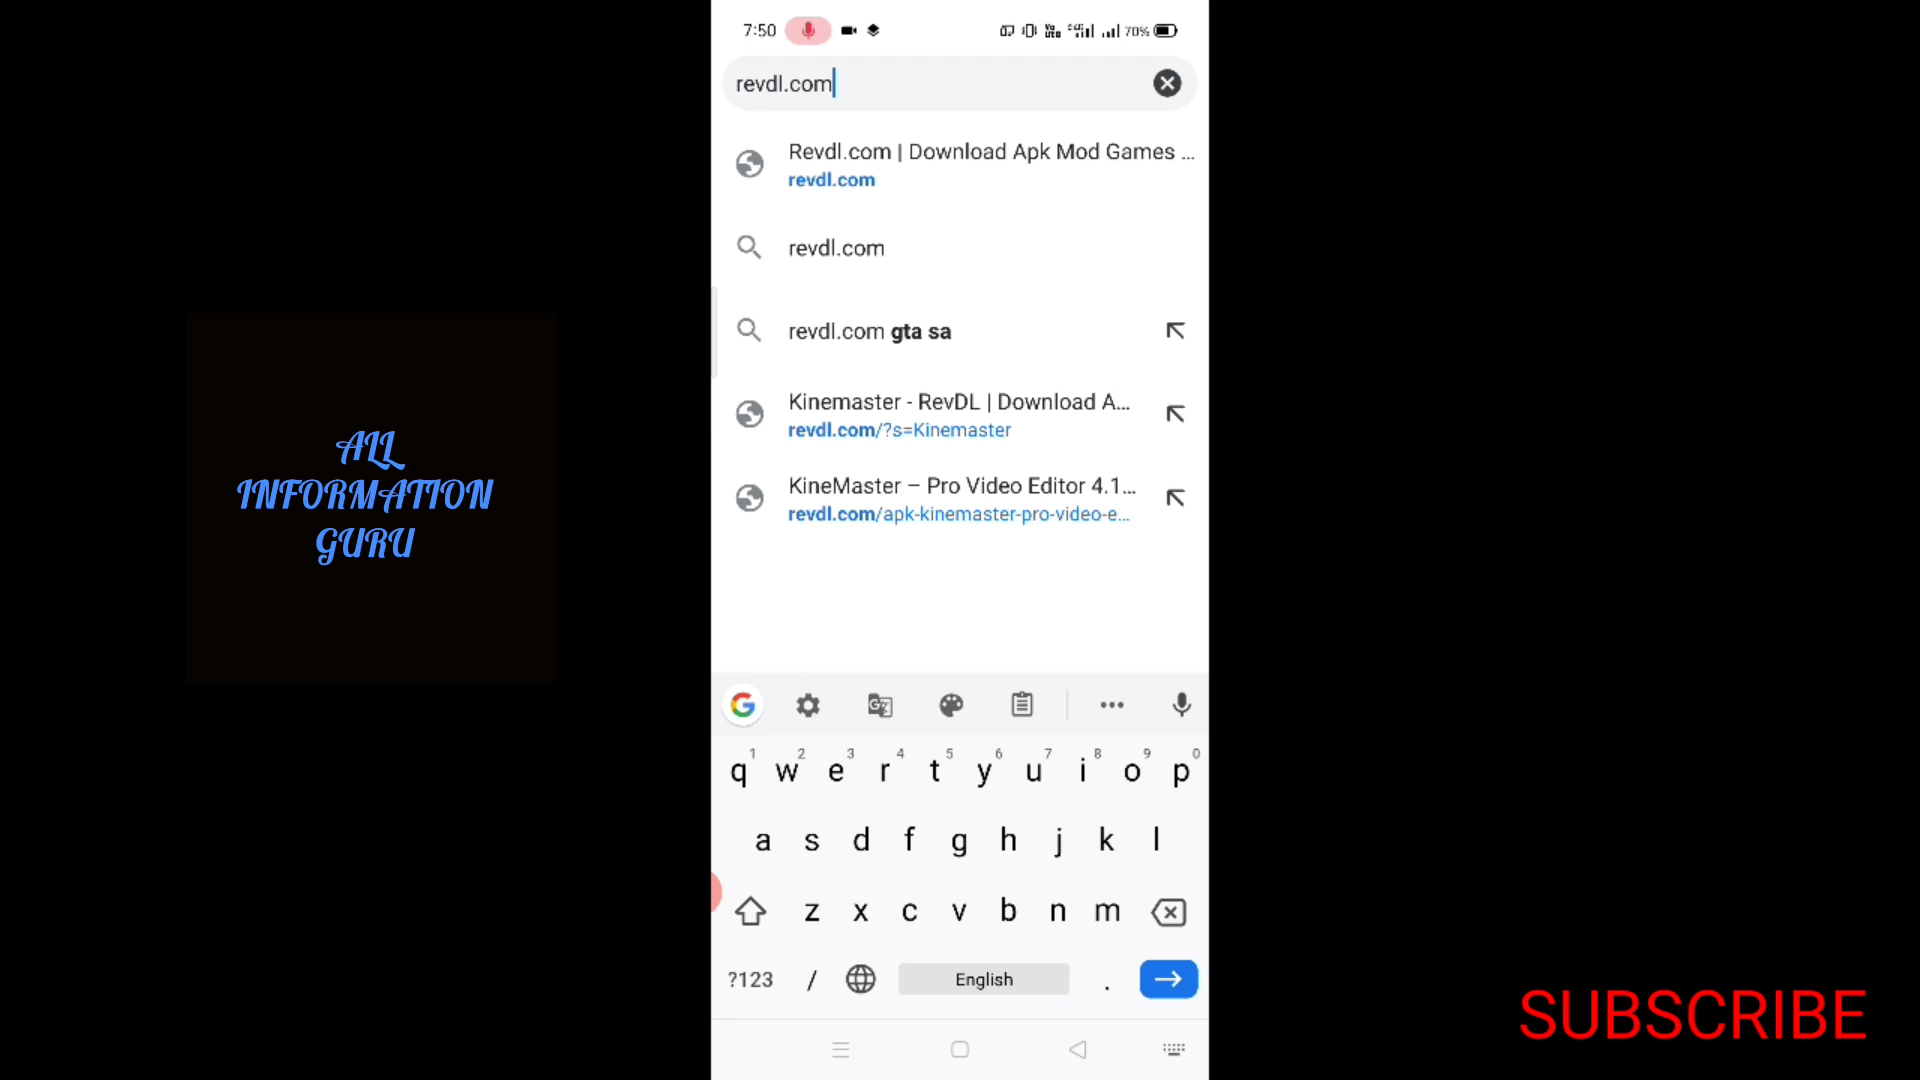 7:50
70%
revdl.com
Revdl.com | Download Apk Mod Games ...
revdl.com
revdl.com
revdl.com gta sa
Kinemaster - RevDL | Download A...
revdl.com/?s=Kinemaster
KineMaster – Pro Video Editor 4.1...
revdl.com/apk-kinemaster-pro-video-e...
ALL
INFORMATION
GURU
1 2 3 4 5 6 7 8 9 0
q w e r t y u i o p
a s d f g h j k l
z x c v b n m
?123 / English .
SUBSCRIBE